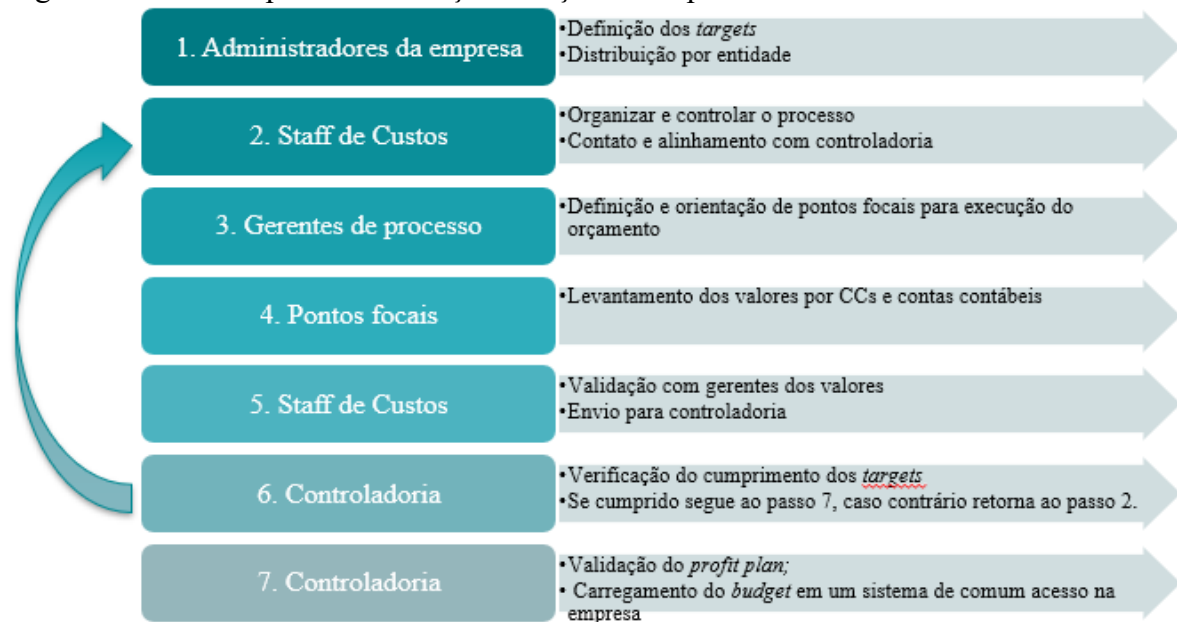 1. Administradores da empresa
•Definição dos targets
•Distribuição por entidade
2. Staff de Custos
•Organizar e controlar o processo
•Contato e alinhamento com controladoria
3. Gerentes de processo
•Definição e orientação de pontos focais para execução do
orçamento
4. Pontos focais
•Levantamento dos valores por CCs e contas contábeis
5. Staff de Custos
•Validação com gerentes dos valores
•Envio para controladoria
6. Controladoria
•Verificação do cumprimento dos targets
•Se cumprido segue ao passo 7, caso contrário retorna ao passo 2.
7. Controladoria
•Validação do profit plan;
• Carregamento do budget em um sistema de comum acesso na
empresa